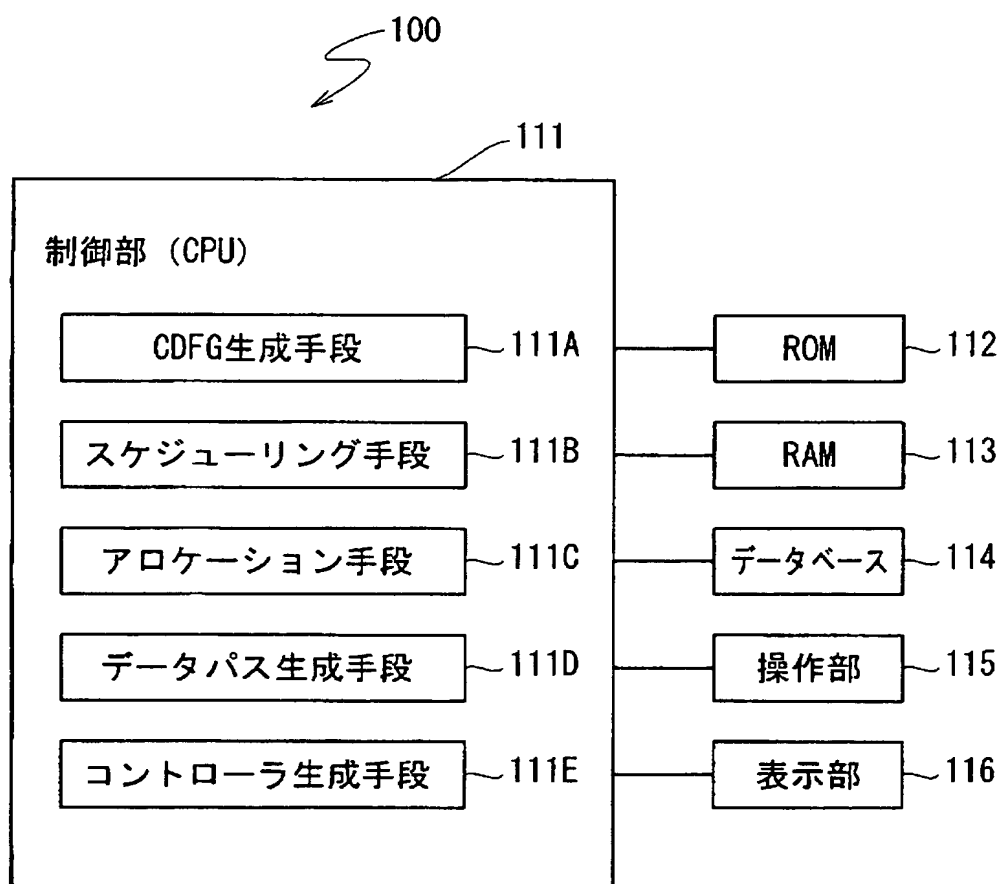 100
111
制御部 (CPU)
CDFG生成手段 111A ROM 112
スケジューリング手段 111B RAM 113
アロケーション手段 111C データベース 114
データパス生成手段 111D 操作部 115
コントローラ生成手段 111E 表示部 116